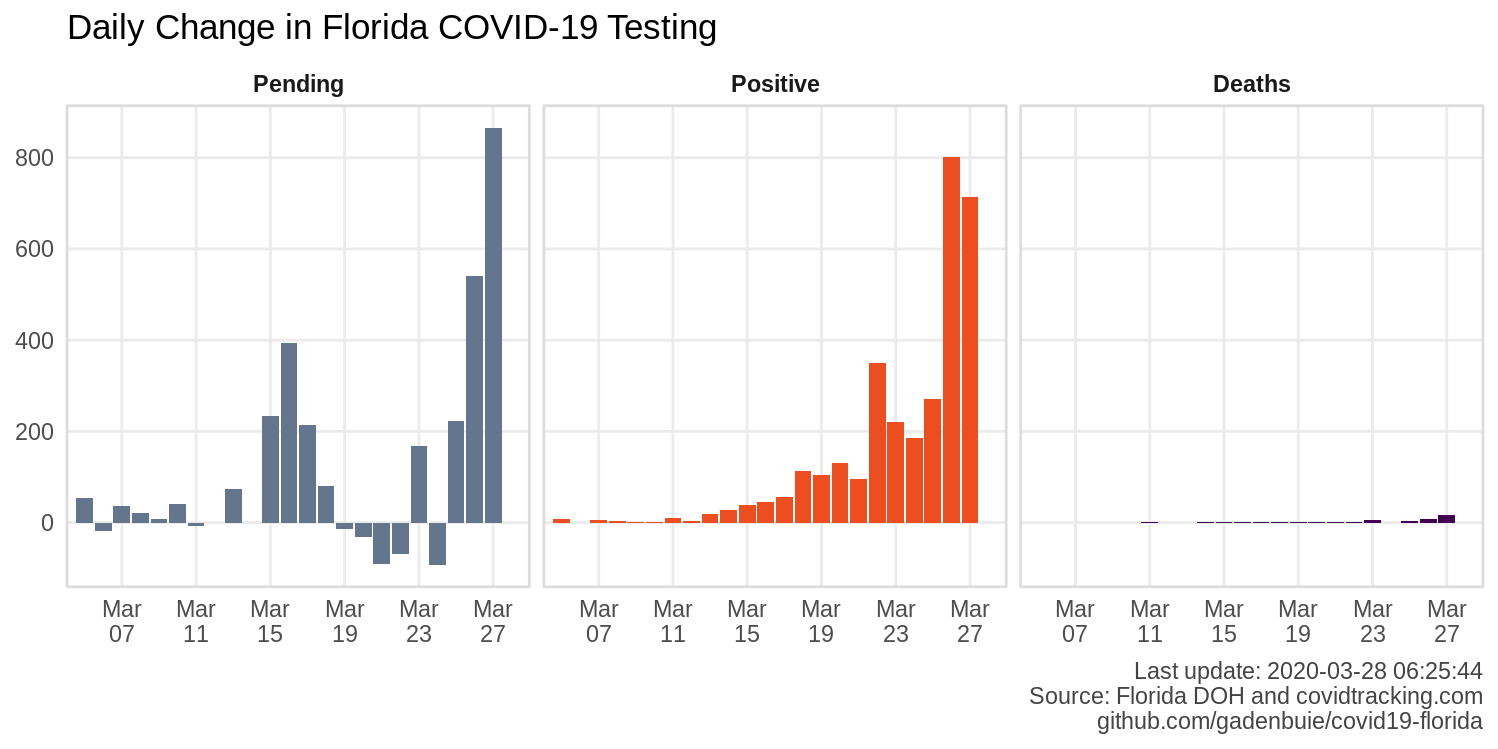 Daily Change in Florida COVID-19 Testing
Pending
Positive
Deaths
800
600
400
200
0
Mar Mar Mar Mar Mar Mar
07 11 15 19 23 27
Mar Mar Mar Mar Mar Mar
07 11 15 19 23 27
Mar Mar Mar Mar Mar Mar
07 11 15 19 23 27
Last update: 2020-03-28 06:25:44
Source: Florida DOH and covidtracking.com
github.com/gadenbuie/covid19-florida